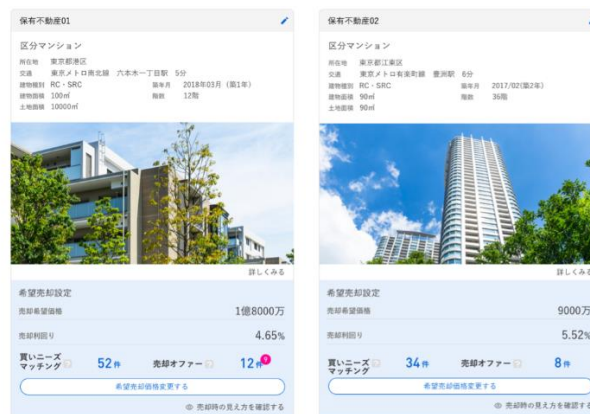 保有不動産01
区分マンション
所在地 東京都港区
交通 東京メトロ南北線 六本木一丁目駅 5分
建物種別 RC・SRC 築年月 2018年03月 (第1年)
建物面積 100㎡ 階数 12階
土地面積 10000㎡
詳しくみる
希望売却設定
売却希望価格 1億8000万
売却利回り 4.65%
買いニーズ
マッチング 52件 売却オファー 12件 9
希望売却価格変更する
売却時の見え方を確認する
保有不動産02
区分マンション
所在地 東京都江東区
交通 東京メトロ有楽町線 豊洲駅 6分
建物種別 RC・SRC 築年月 2017/02(築2年)
建物面積 90㎡ 階数 36階
土地面積 90㎡
詳しくみる
希望売却設定
売却希望価格 9000万
売却利回り 5.52%
買いニーズ
マッチング 34件 売却オファー 8件
希望売却価格変更する
売却時の見え方を確認する